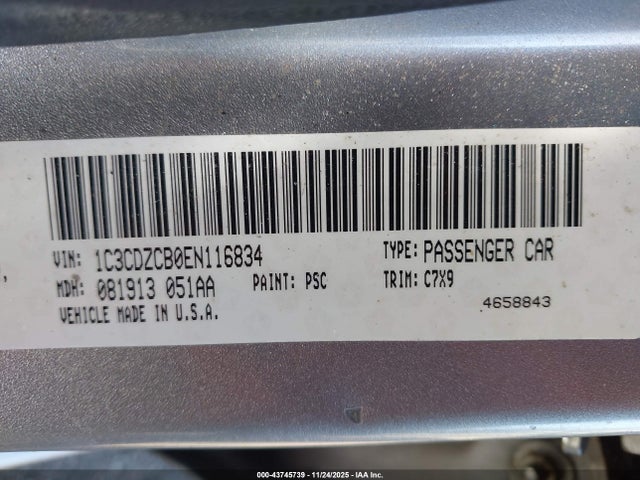 VIN: 1C3CDZCB0EN116834 TYPE: PASSENGER CAR
MDH: 081913 051AA PAINT: PSC TRIM: C7X9
VEHICLE MADE IN U.S.A. 4658843
000-43745739 - 11/24/2025 - IAA Inc.